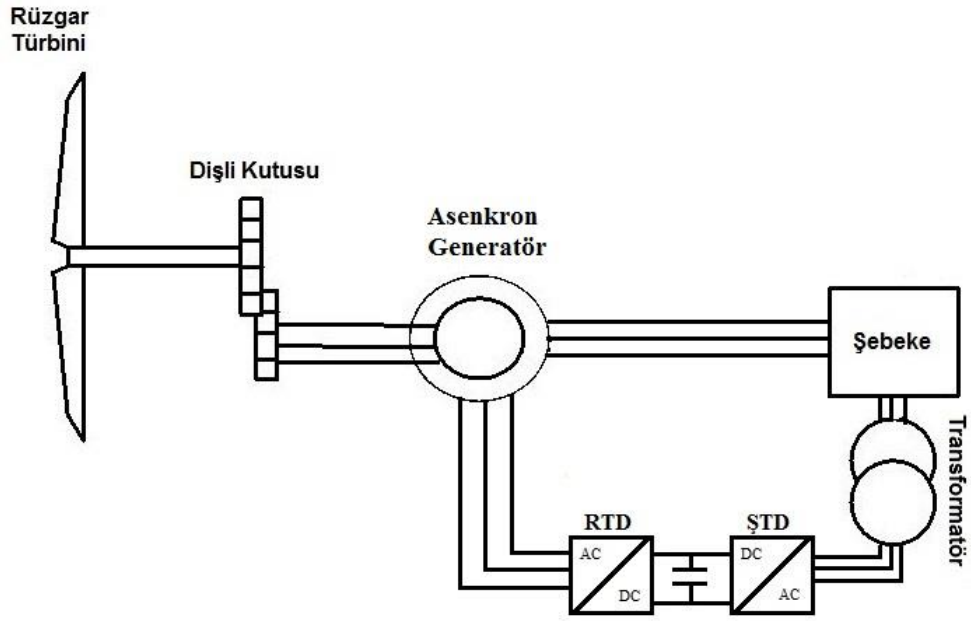 Rüzgar
Türbini
Dişli Kutusu
Asenkron
Generatör
Şebeke
Transformatör
RTD
ŞTD
AC
DC
DC
AC